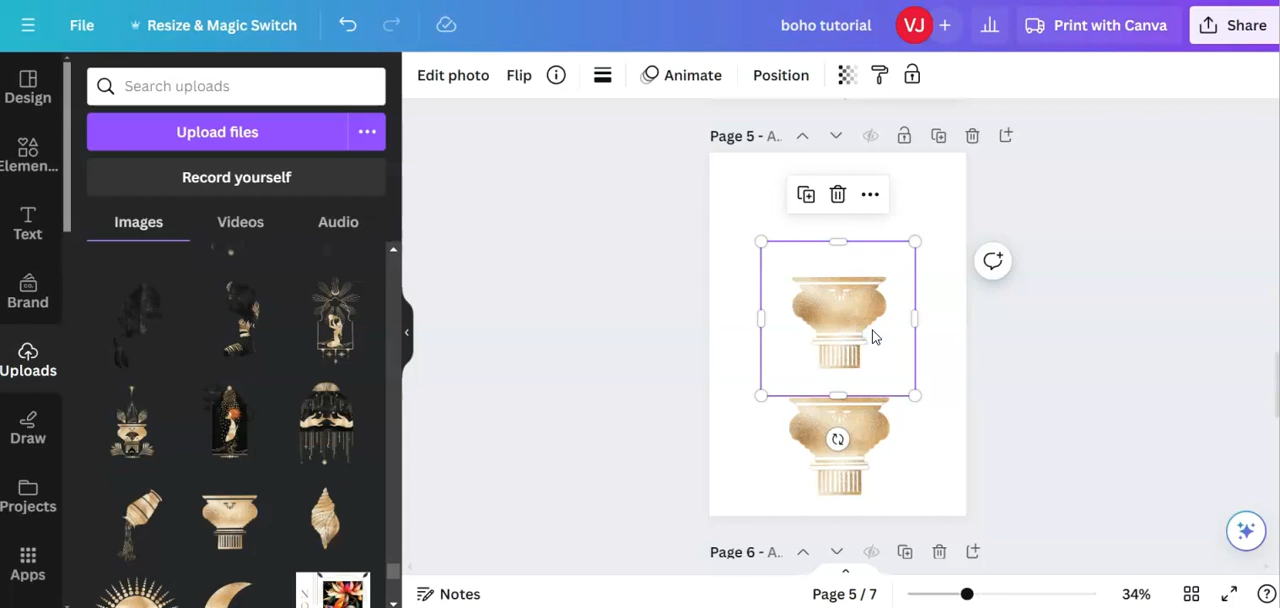 File
Resize & Magic Switch
boho tutorial
VJ
Print with Canva
Share
Design
Elemen...
Text
Brand
Uploads
Draw
Projects
Apps
Search uploads
Upload files
Record yourself
Images
Videos
Audio
Edit photo
Flip
Animate
Position
Page 5 - A..
Page 6 - A..
Notes
Page 5 / 7
34%